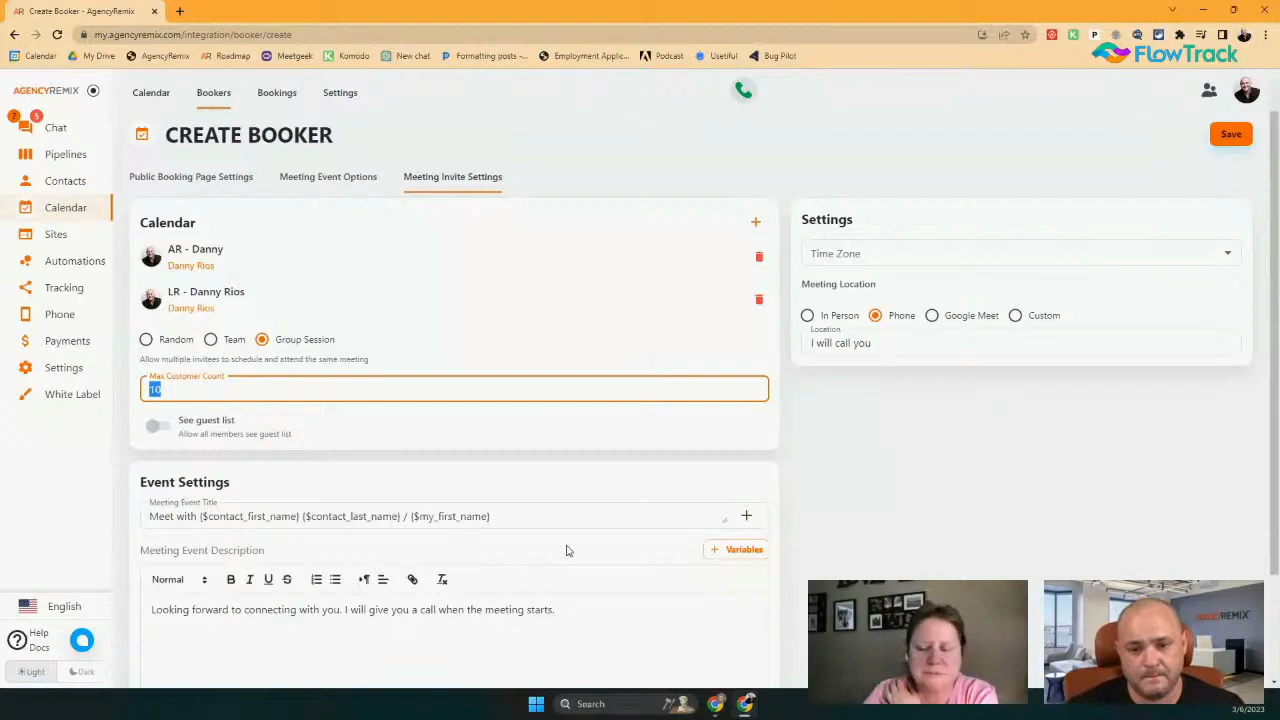 AR Create Booker - AgencyRemix
my.agencyremix.com/integration/booker/create
Calendar My Drive AR Roadmap Meetgeek Komodo New chat Formatting posts -... Employment Applic... Podcast Usetiful Bug Pilot
FlowTrack
AGENCYREMIX
Calendar Bookers Bookings Settings
7 5
Chat
Pipelines
Contacts
Calendar
Sites
Automations
Tracking
Phone
Payments
Settings
White Label
English
Help Docs
Light Dark
CREATE BOOKER
Save
Public Booking Page Settings Meeting Event Options Meeting Invite Settings
Calendar
AR - Danny
Danny Rios
LR - Danny Rios
Danny Rios
Random Team Group Session
Allow multiple invitees to schedule and attend the same meeting
Max Customer Count
10
See guest list
Allow all members see guest list
Settings
Time Zone
Meeting Location
In Person Phone Google Meet Custom
Location
I will call you
Event Settings
Meeting Event Title
Meet with {$contact_first_name} {$contact_last_name} / {$my_first_name}
Meeting Event Description
+ Variables
Normal B I U S
Looking forward to connecting with you. I will give you a call when the meeting starts.
Search
3/6/2023